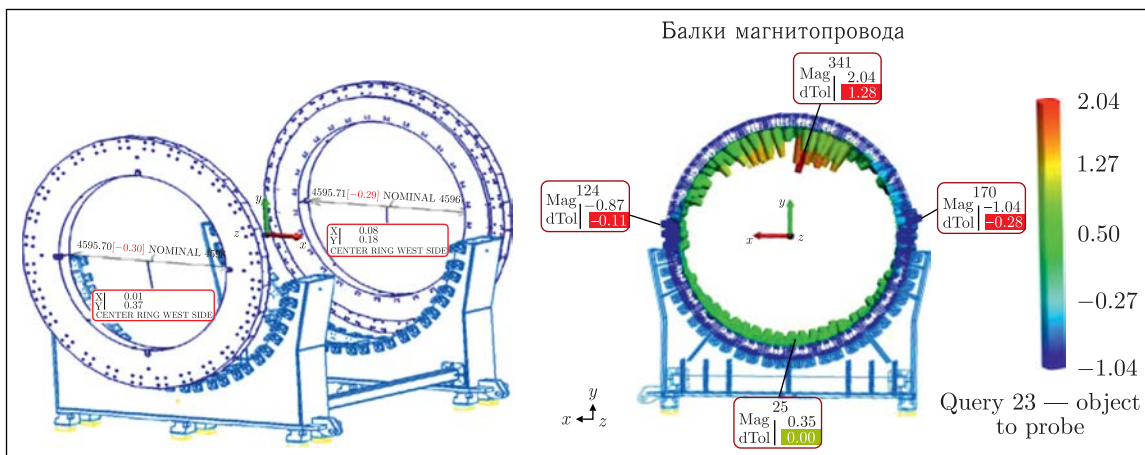 Балки магнитопровода
341
Mag 2.04
dTol 1.28
124
Mag −0.87
dTol −0.11
170
Mag −1.04
dTol −0.28
25
Mag 0.35
dTol 0.00
4595.71[−0.29] NOMINAL 4596
X 0.08
Y 0.18
CENTER RING WEST SIDE
4595.70[−0.30] NOMINAL 4596
X 0.01
Y 0.37
CENTER RING WEST SIDE
y
z
x
y
x
z
y
x
z
2.04
1.27
0.50
−0.27
−1.04
Query 23 — object
to probe